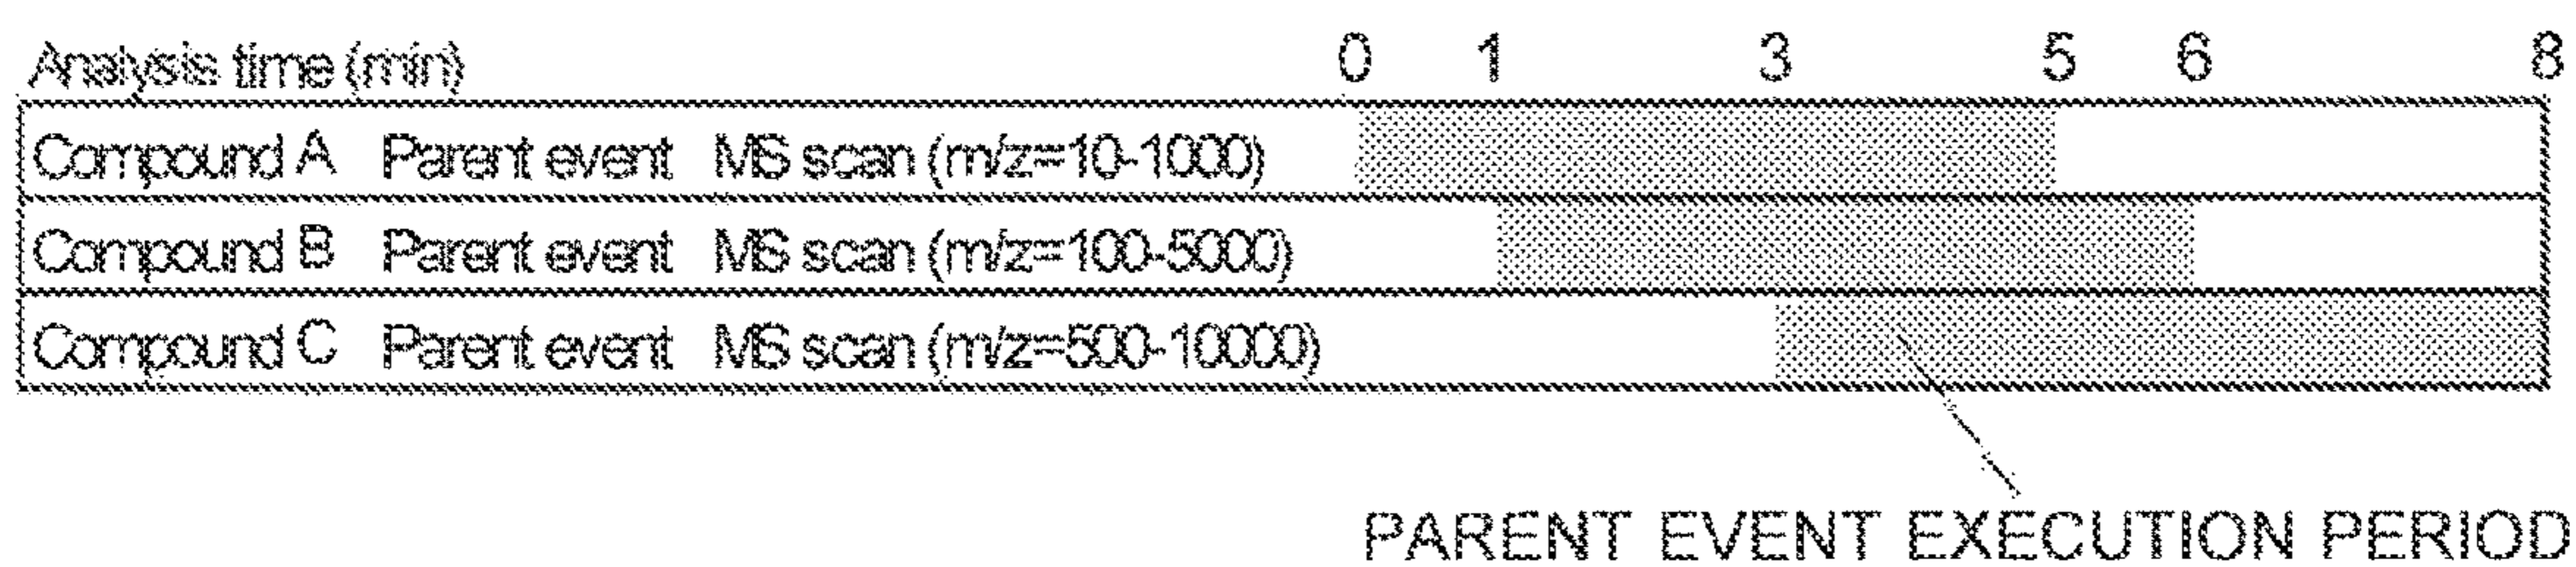 Analysis time (min) 0 1 3 5 6 8
Compound A Parent event MS scan (m/z=10-1000)
Compound B Parent event MS scan (m/z=100-5000)
Compound C Parent event MS scan (m/z=500-10000)
PARENT EVENT EXECUTION PERIOD